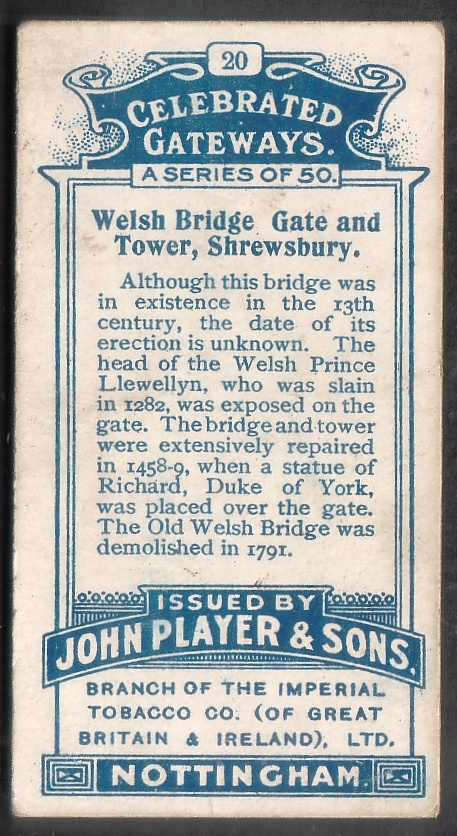 20
CELEBRATED
GATEWAYS.
A SERIES OF 50.
Welsh Bridge Gate and
Tower, Shrewsbury.
Although this bridge was
in existence in the 13th
century, the date of its
erection is unknown. The
head of the Welsh Prince
Llewellyn, who was slain
in 1282, was exposed on the
gate. The bridge and tower
were extensively repaired
in 1458-9, when a statue of
Richard, Duke of York,
was placed over the gate.
The Old Welsh Bridge was
demolished in 1791.
ISSUED BY
JOHN PLAYER & SONS.
BRANCH OF THE IMPERIAL
TOBACCO CO. (OF GREAT
BRITAIN & IRELAND), LTD.
NOTTINGHAM.